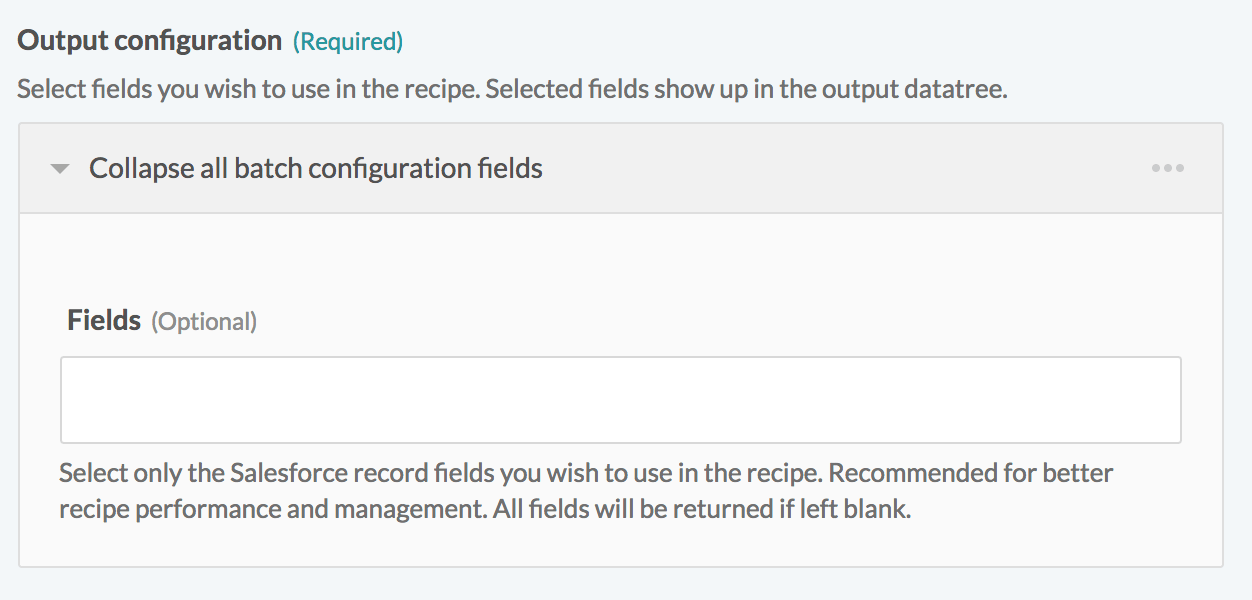 Output configuration (Required)
Select fields you wish to use in the recipe. Selected fields show up in the output datatree.
Collapse all batch configuration fields
Fields (Optional)
Select only the Salesforce record fields you wish to use in the recipe. Recommended for better
recipe performance and management. All fields will be returned if left blank.